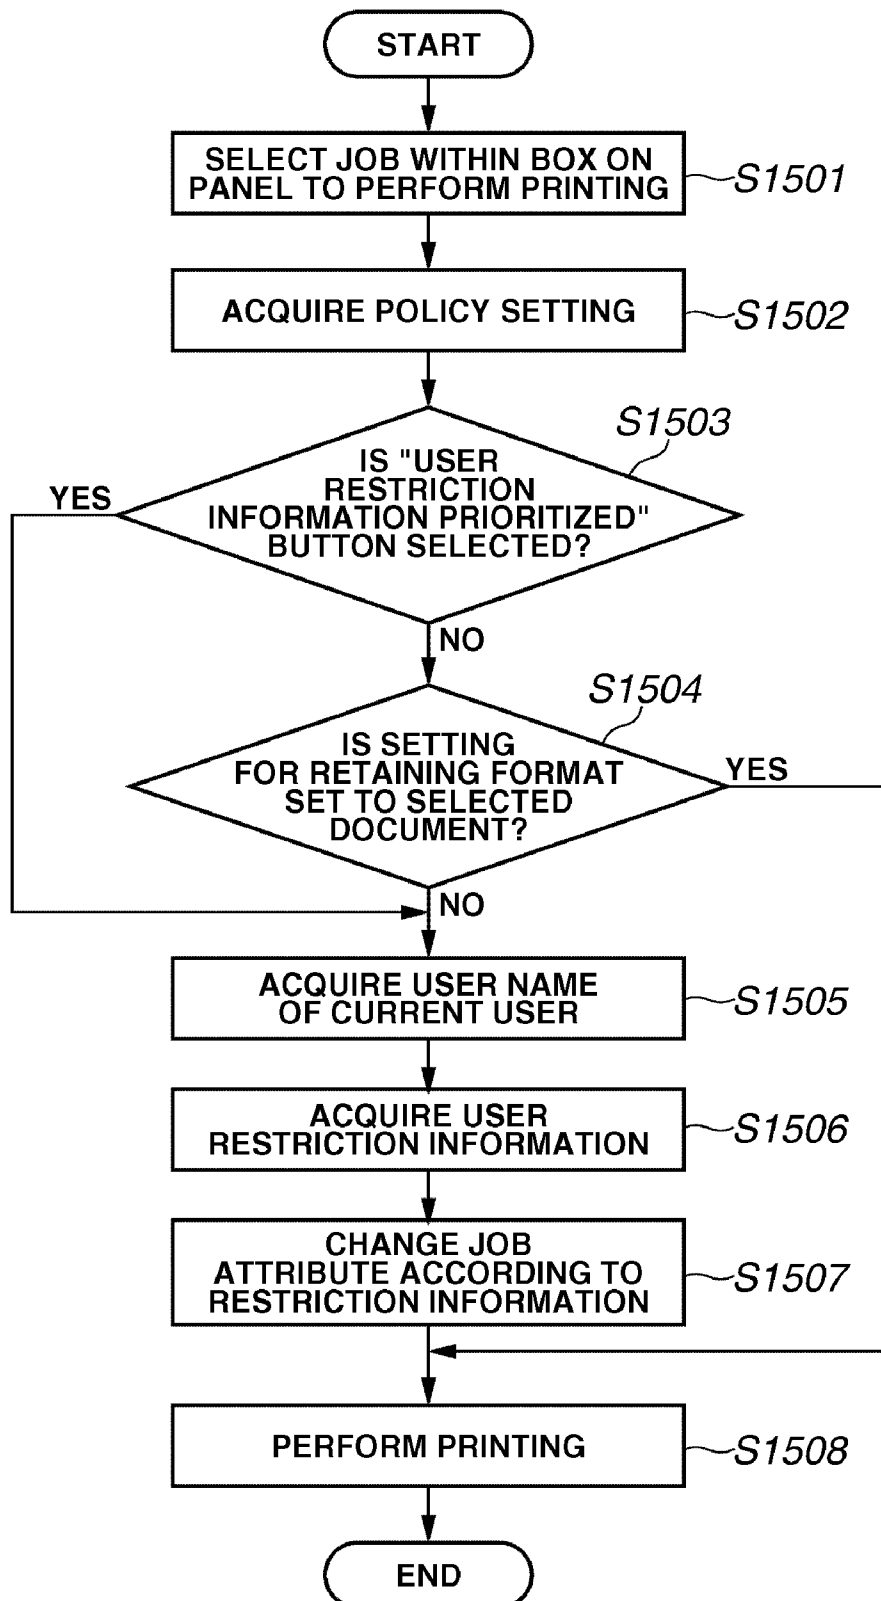 START
SELECT JOB WITHIN BOX ON
PANEL TO PERFORM PRINTING
S1501
ACQUIRE POLICY SETTING
S1502
S1503
IS "USER
RESTRICTION
INFORMATION PRIORITIZED"
BUTTON SELECTED?
YES
NO
S1504
IS SETTING
FOR RETAINING FORMAT
SET TO SELECTED
DOCUMENT?
YES
NO
ACQUIRE USER NAME
OF CURRENT USER
S1505
ACQUIRE USER
RESTRICTION INFORMATION
S1506
CHANGE JOB
ATTRIBUTE ACCORDING TO
RESTRICTION INFORMATION
S1507
PERFORM PRINTING
S1508
END